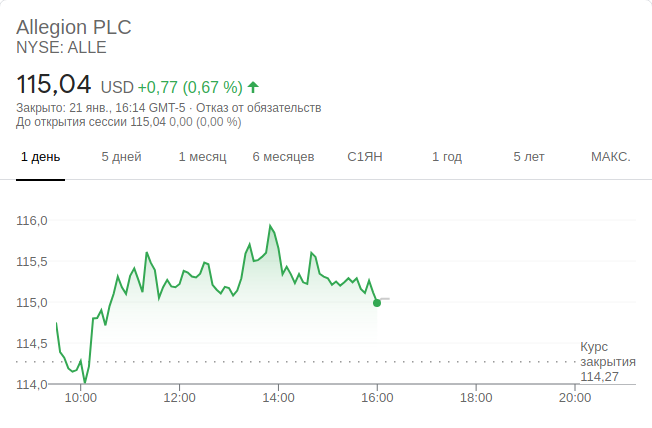 Allegion PLC
NYSE: ALLE
115,04 USD +0,77 (0,67 %)
Закрыто: 21 янв., 16:14 GMT-5 · Отказ от обязательств
До открытия сессии 115,04 0,00 (0,00 %)
1 день 5 дней 1 месяц 6 месяцев С1ЯН 1 год 5 лет МАКС.
116,0
115,5
115,0
114,5
Курс
закрытия
114,27
114,0
10:00 12:00 14:00 16:00 18:00 20:00